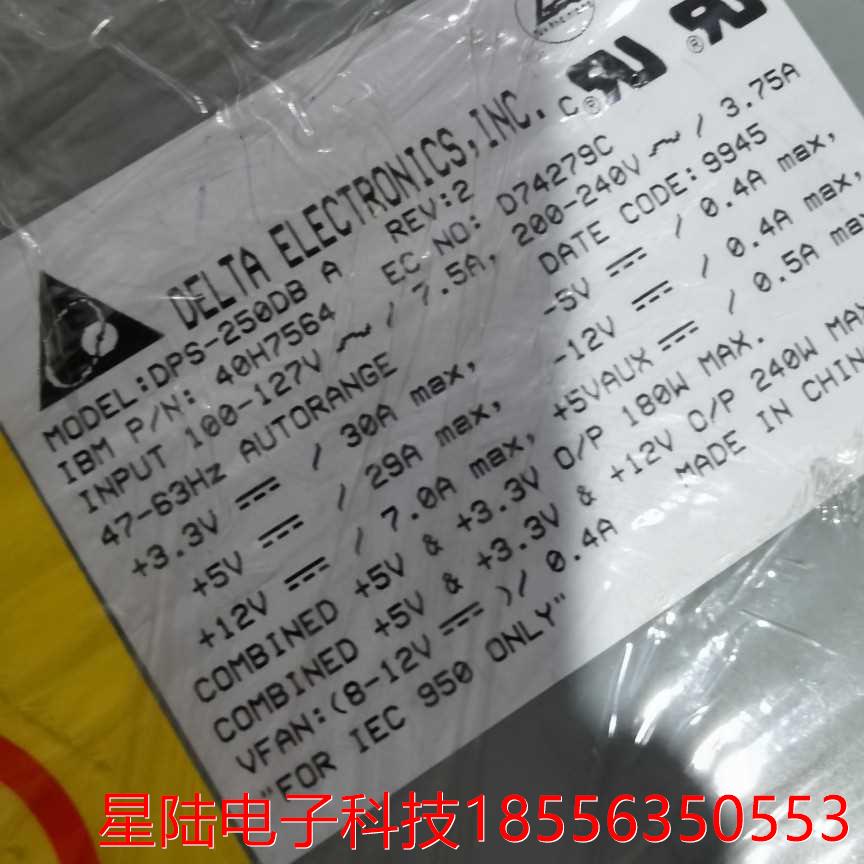 DELTA ELECTRONICS, INC.
MODEL:DPS-250DB A REV:2
IBM P/N: 40H7564 EC NO: D74279C
INPUT 100-127V ~ / 7.5A, 200-240V ~ / 3.75A
47-63Hz AUTORANGE DATE CODE: 9945
+3.3V ⎓ / 30A max, -5V ⎓ / 0.4A max,
+5V ⎓ / 29A max, -12V ⎓ / 0.4A max,
+12V ⎓ / 7.0A max, +5VAUX ⎓ / 0.5A ma
COMBINED +5V & +3.3V O/P 180W MAX.
COMBINED +5V & +3.3V & +12V O/P 240W MAX
VFAN:(8-12V ⎓ )/ 0.4A MADE IN CHIN
"FOR IEC 950 ONLY"
星陆电子科技18556350553